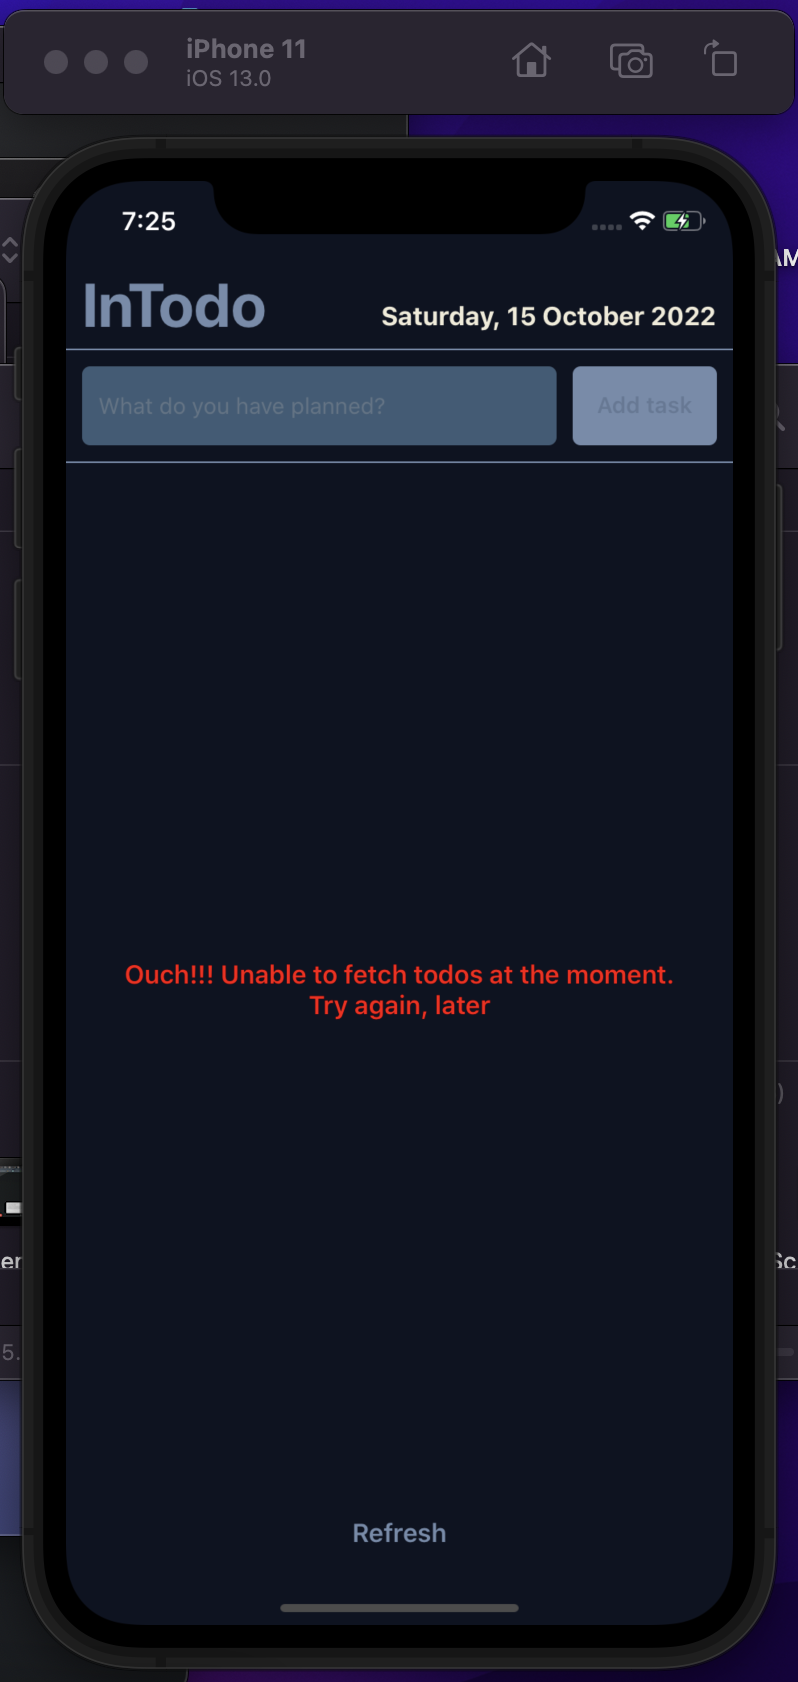 iPhone 11
iOS 13.0
7:25
InTodo
Saturday, 15 October 2022
What do you have planned?
Add task
Ouch!!! Unable to fetch todos at the moment.
Try again, later
Refresh